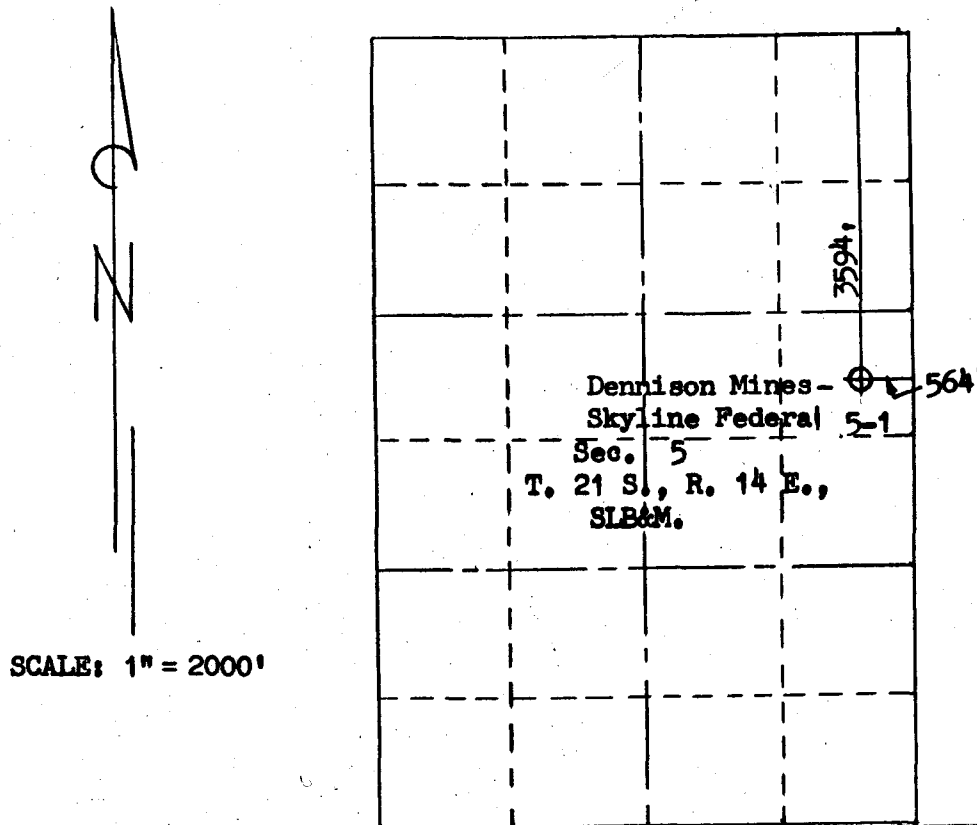 N
3594'
Dennison Mines- 564
Skyline Federal 5-1
Sec. 5
T. 21 S., R. 14 E.,
SLB&M.
SCALE: 1" = 2000'